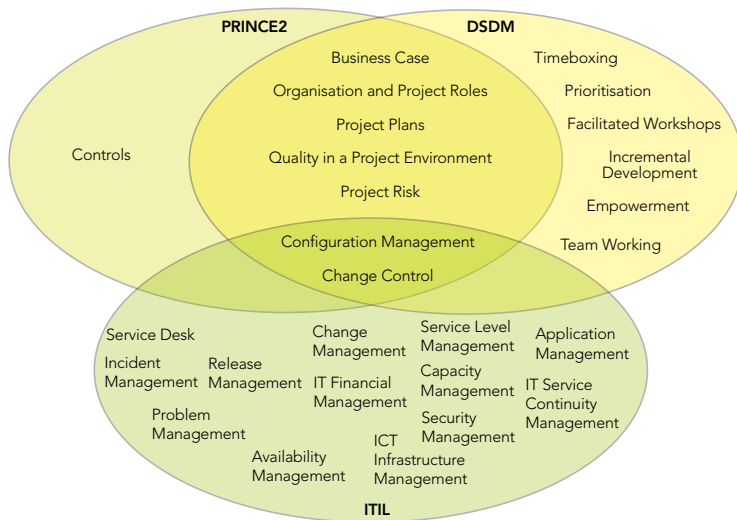 PRINCE2
DSDM
Business Case
Organisation and Project Roles
Project Plans
Quality in a Project Environment
Project Risk
Controls
Timeboxing
Prioritisation
Facilitated Workshops
Incremental
Development
Empowerment
Team Working
Configuration Management
Change Control
Service Desk
Incident
Management
Release
Management
Problem
Management
Availability
Management
Change
Management
IT Financial
Management
ICT
Infrastructure
Management
Service Level
Management
Capacity
Management
Security
Management
Application
Management
IT Service
Continuity
Management
ITIL